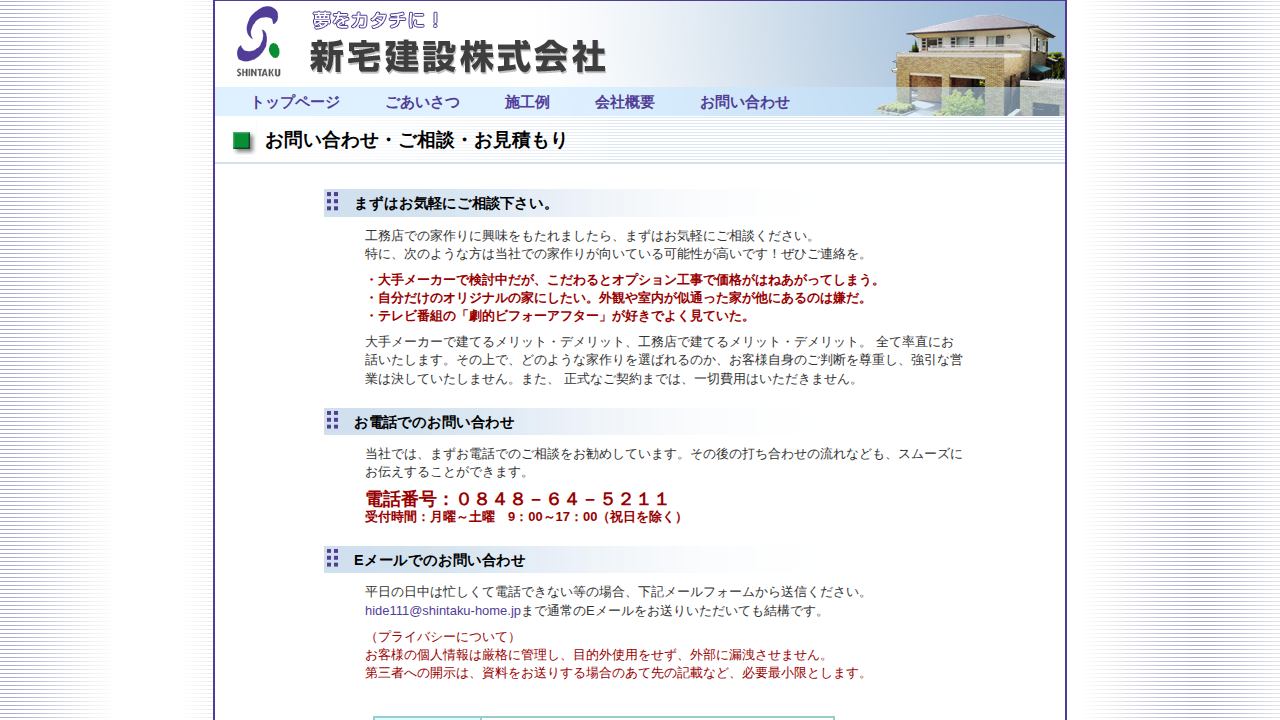 夢をカタチに！
新宅建設株式会社
SHINTAKU
トップページ ごあいさつ 施工例 会社概要 お問い合わせ
お問い合わせ・ご相談・お見積もり
まずはお気軽にご相談下さい。
工務店での家作りに興味をもたれましたら、まずはお気軽にご相談ください。
特に、次のような方は当社での家作りが向いている可能性が高いです！ぜひご連絡を。
・大手メーカーで検討中だが、こだわるとオプション工事で価格がはねあがってしまう。
・自分だけのオリジナルの家にしたい。外観や室内が似通った家が他にあるのは嫌だ。
・テレビ番組の「劇的ビフォーアフター」が好きでよく見ていた。
大手メーカーで建てるメリット・デメリット、工務店で建てるメリット・デメリット。 全て率直にお
話いたします。その上で、どのような家作りを選ばれるのか、お客様自身のご判断を尊重し、強引な営
業は決していたしません。また、 正式なご契約までは、一切費用はいただきません。
お電話でのお問い合わせ
当社では、まずお電話でのご相談をお勧めしています。その後の打ち合わせの流れなども、スムーズに
お伝えすることができます。
電話番号：０８４８－６４－５２１１
受付時間：月曜～土曜　9：00～17：00（祝日を除く）
Eメールでのお問い合わせ
平日の日中は忙しくて電話できない等の場合、下記メールフォームから送信ください。
hide111@shintaku-home.jpまで通常のEメールをお送りいただいても結構です。
（プライバシーについて）
お客様の個人情報は厳格に管理し、目的外使用をせず、外部に漏洩させません。
第三者への開示は、資料をお送りする場合のあて先の記載など、必要最小限とします。